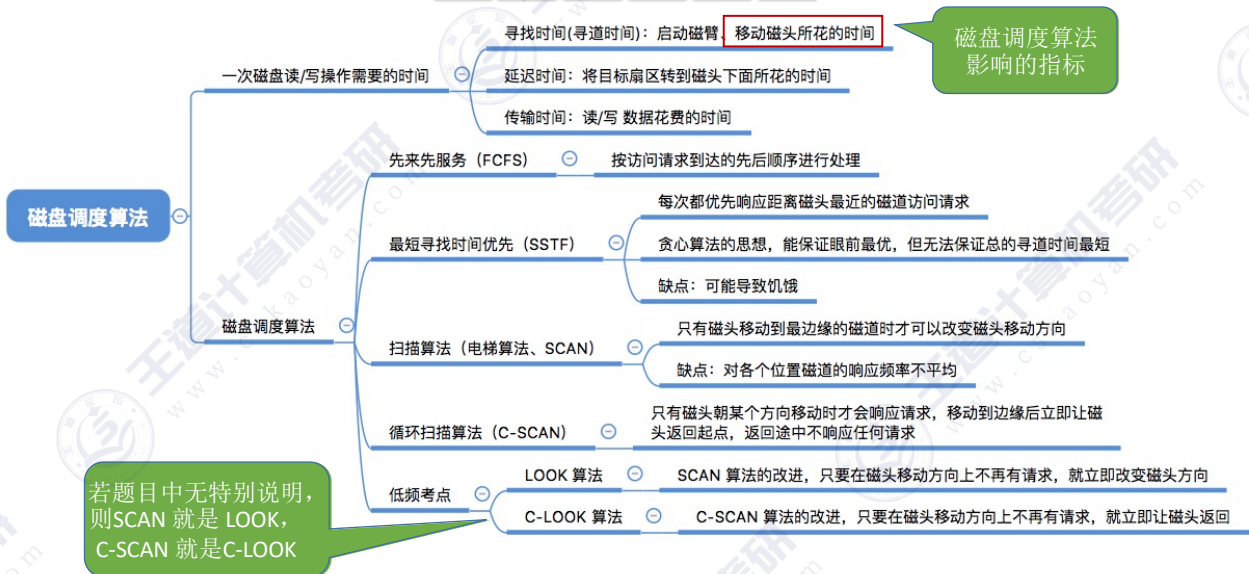 寻找时间(寻道时间)：启动磁臂、移动磁头所花的时间
磁盘调度算法
影响的指标
一次磁盘读/写操作需要的时间
延迟时间：将目标扇区转到磁头下面所花的时间
传输时间：读/写 数据花费的时间
先来先服务（FCFS）
按访问请求到达的先后顺序进行处理
磁盘调度算法
每次都优先响应距离磁头最近的磁道访问请求
最短寻找时间优先（SSTF）
贪心算法的思想，能保证眼前最优，但无法保证总的寻道时间最短
缺点：可能导致饥饿
磁盘调度算法
只有磁头移动到最边缘的磁道时才可以改变磁头移动方向
扫描算法（电梯算法、SCAN）
缺点：对各个位置磁道的响应频率不平均
只有磁头朝某个方向移动时才会响应请求，移动到边缘后立即让磁
头返回起点，返回途中不响应任何请求
循环扫描算法（C-SCAN）
LOOK 算法
SCAN 算法的改进，只要在磁头移动方向上不再有请求，就立即改变磁头方向
低频考点
C-LOOK 算法
C-SCAN 算法的改进，只要在磁头移动方向上不再有请求，就立即让磁头返回
若题目中无特别说明，
则SCAN 就是 LOOK，
C-SCAN 就是C-LOOK
王道计算机考研
www.cskaoyan.com